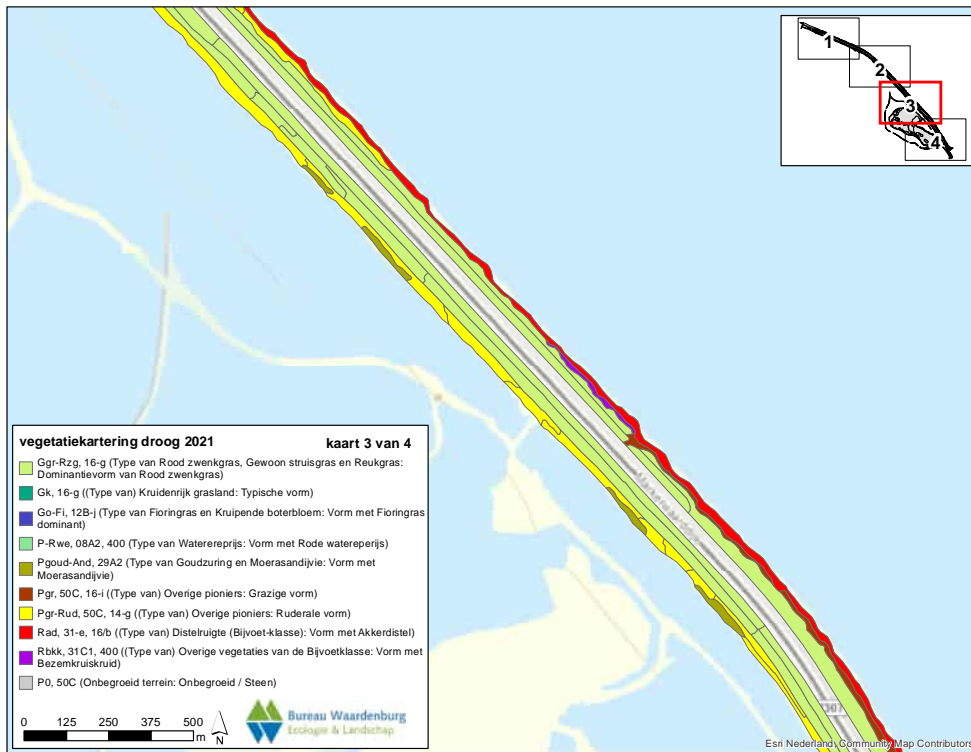 1
2
3
4
Markerwaarddijk
N307
vegetatiekartering droog 2021 kaart 3 van 4
Ggr-Rzg, 16-g (Type van Rood zwenkgras, Gewoon struisgras en Reukgras:
Dominantievorm van Rood zwenkgras)
Gk, 16-g ((Type van) Kruidenrijk grasland: Typische vorm)
Go-Fi, 12B-j (Type van Fioringras en Kruipende boterbloem: Vorm met Fioringras
dominant)
P-Rwe, 08A2, 400 (Type van Waterereprijs: Vorm met Rode watereperijs)
Pgoud-And, 29A2 (Type van Goudzuring en Moerasandijvie: Vorm met
Moerasandijvie)
Pgr, 50C, 16-i ((Type van) Overige pioniers: Grazige vorm)
Pgr-Rud, 50C, 14-g ((Type van) Overige pioniers: Ruderale vorm)
Rad, 31-e, 16/b ((Type van) Distelruigte (Bijvoet-klasse): Vorm met Akkerdistel)
Rbkk, 31C1, 400 ((Type van) Overige vegetaties van de Bijvoetklasse: Vorm met
Bezemkruiskruid)
P0, 50C (Onbegroeid terrein: Onbegroeid / Steen)
0 125 250 375 500
m
N
Bureau Waardenburg
Ecologie & Landschap
Esri Nederland, Community Map Contributors